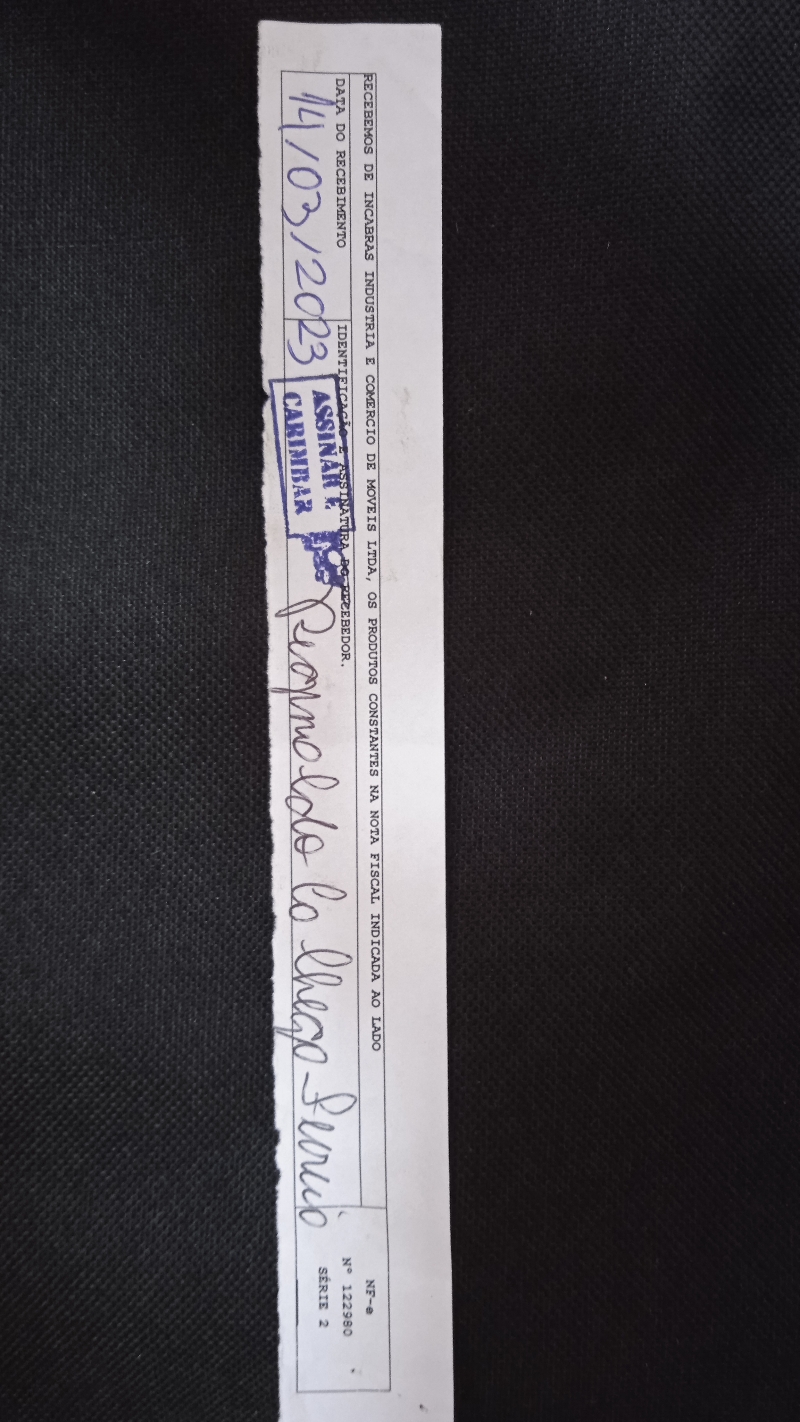 RECEBEMOS DE INCABRAS INDUSTRIA E COMERCIO DE MOVEIS LTDA, OS PRODUTOS CONSTANTES NA NOTA FISCAL INDICADA AO LADO
DATA DO RECEBIMENTO
14/03/2023
IDENTIFICAÇÃO E ASSINATURA DO RECEBEDOR.
ASSINAR E
CARIMBAR
NF-e
Nº 122980
SÉRIE 2